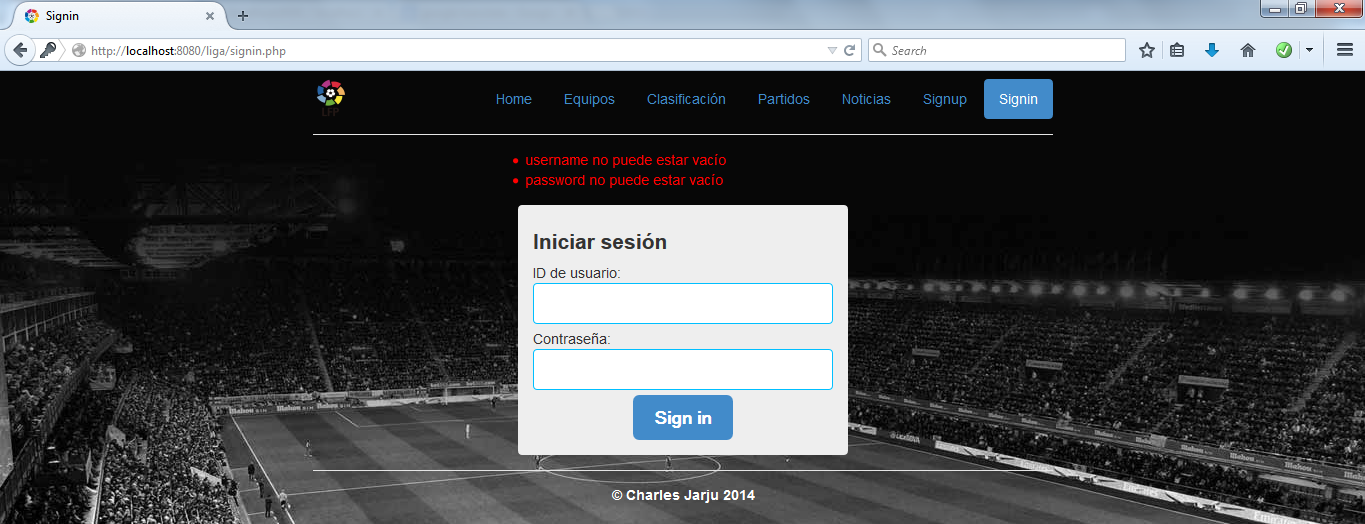 Signin
http://localhost:8080/liga/signin.php
Search
LFP
Home Equipos Clasificación Partidos Noticias Signup Signin
username no puede estar vacío
password no puede estar vacío
Iniciar sesión
ID de usuario:
Contraseña:
Sign in
© Charles Jarju 2014